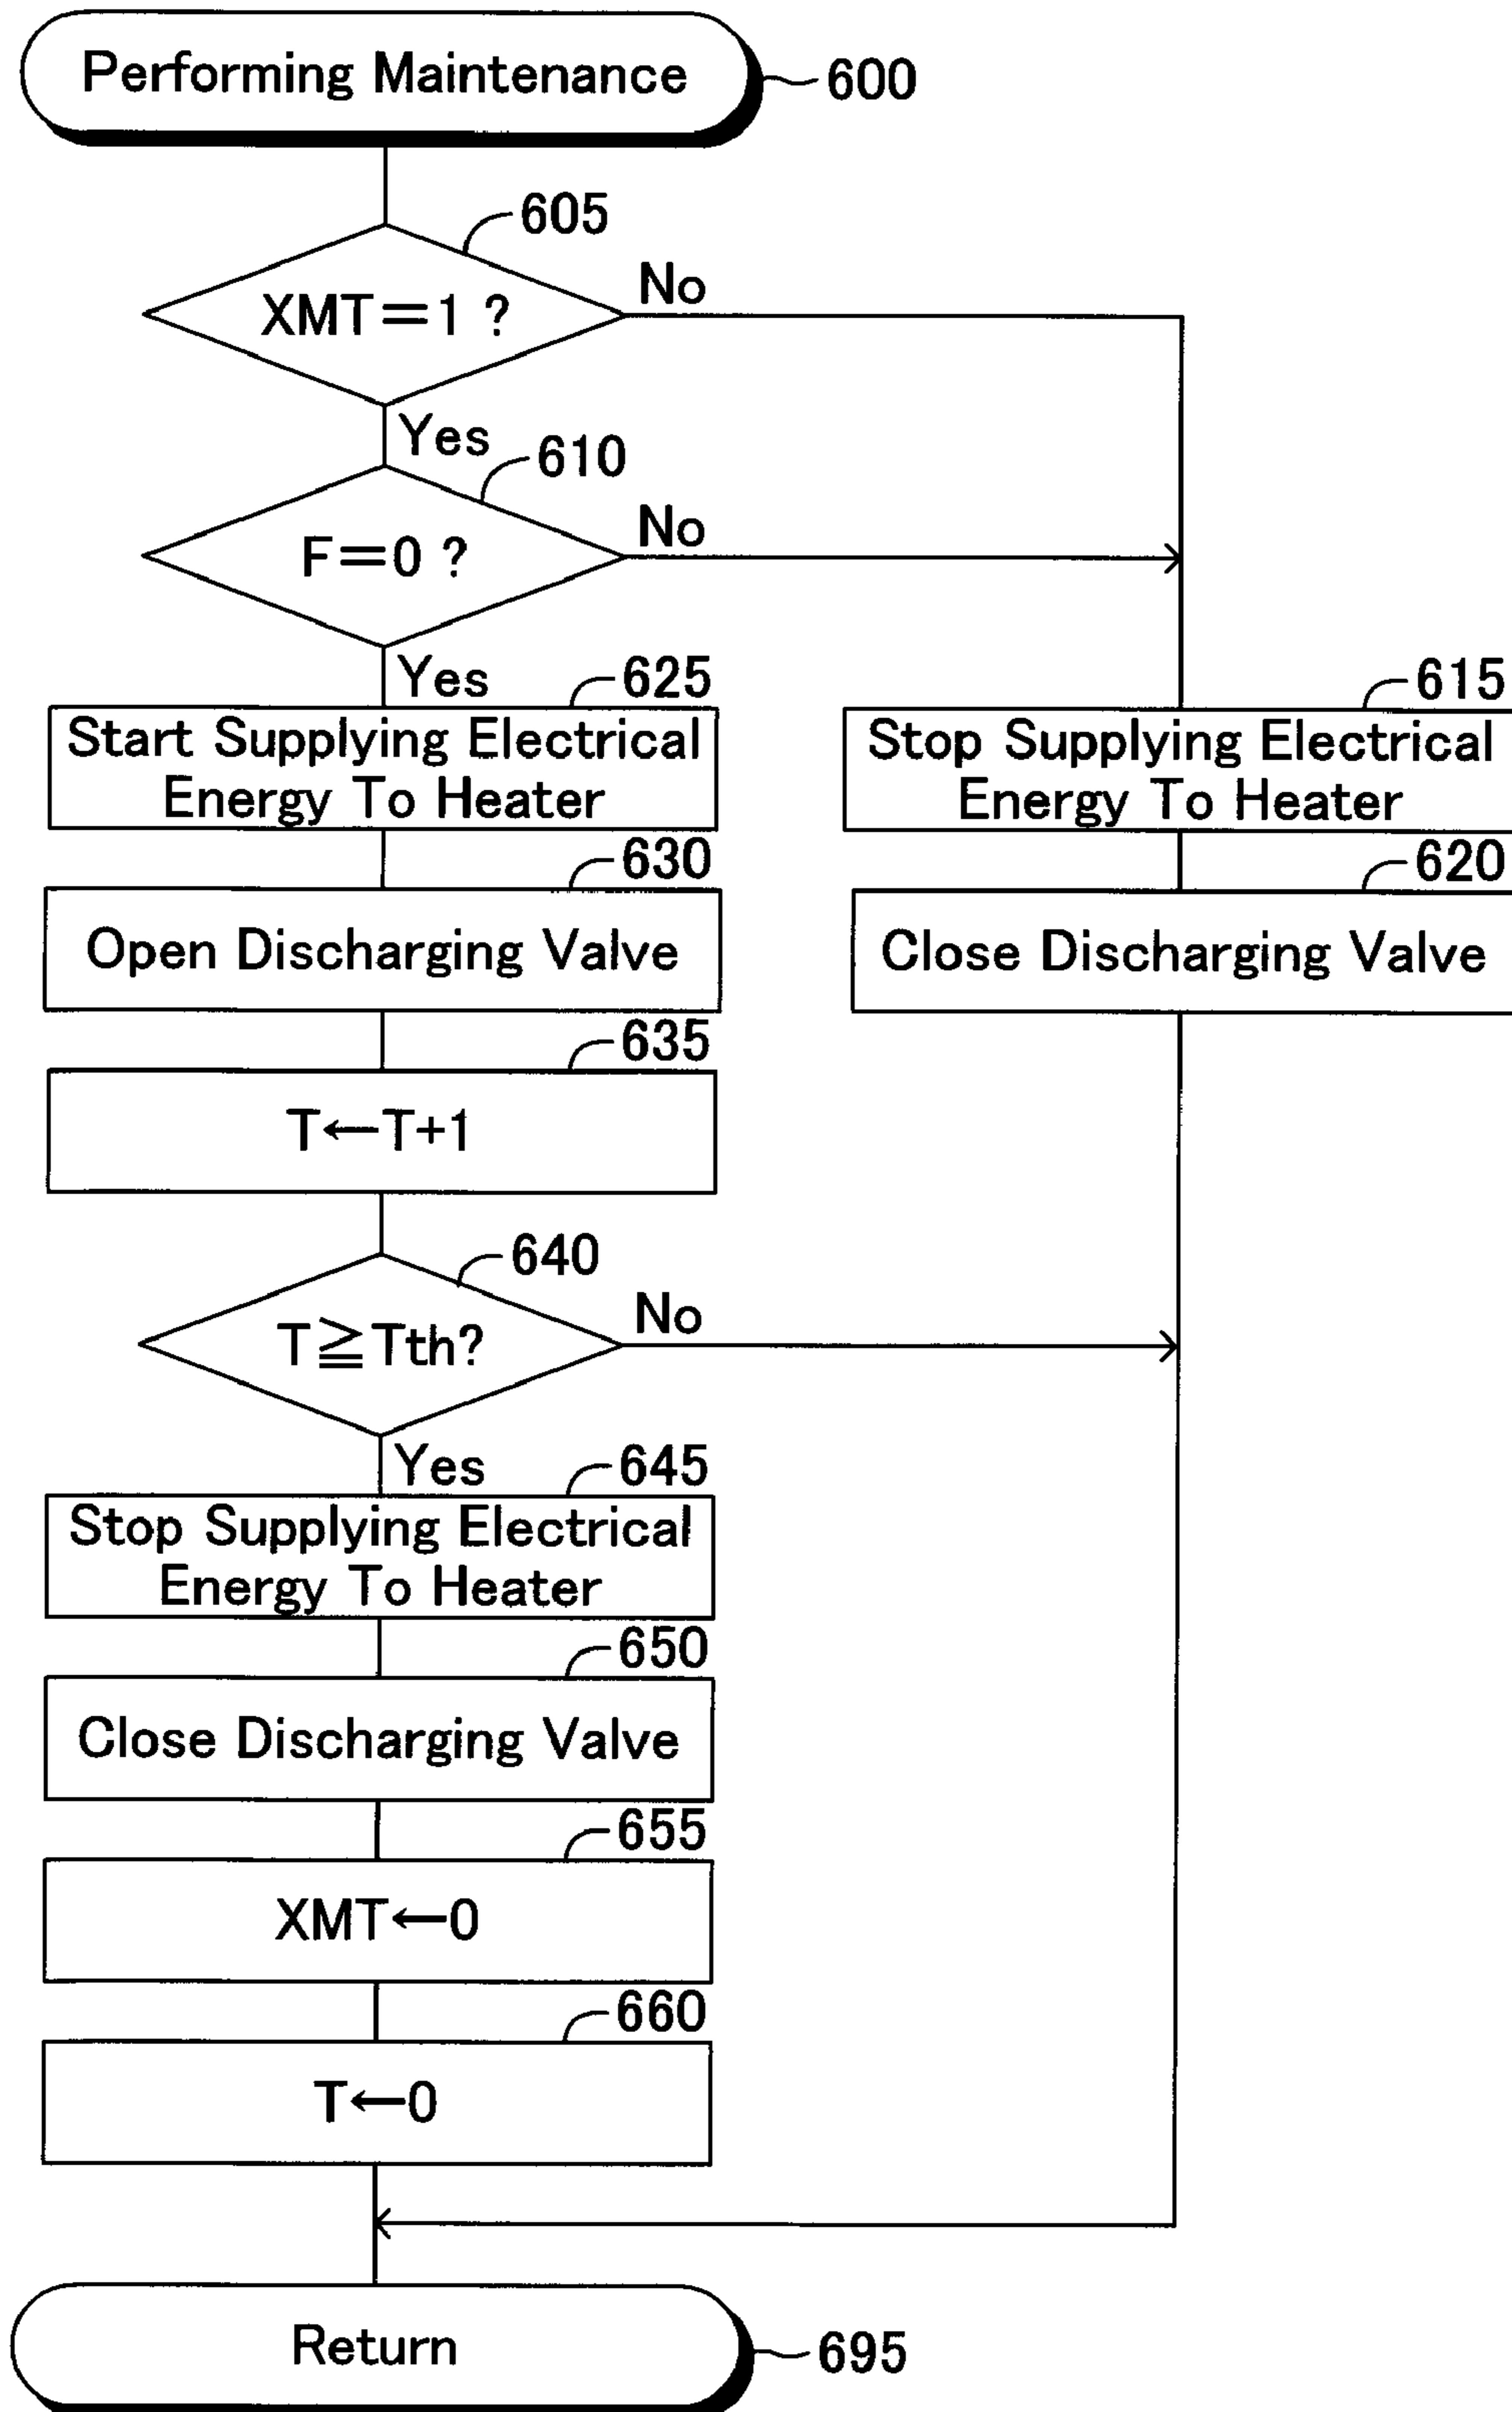 Performing Maintenance
600
605
XMT=1 ?
No
Yes
610
F=0 ?
No
Yes
625
Start Supplying Electrical
Energy To Heater
615
Stop Supplying Electrical
Energy To Heater
630
Open Discharging Valve
620
Close Discharging Valve
635
T←T+1
640
T≧Tth?
No
Yes
645
Stop Supplying Electrical
Energy To Heater
650
Close Discharging Valve
655
XMT←0
660
T←0
Return
695